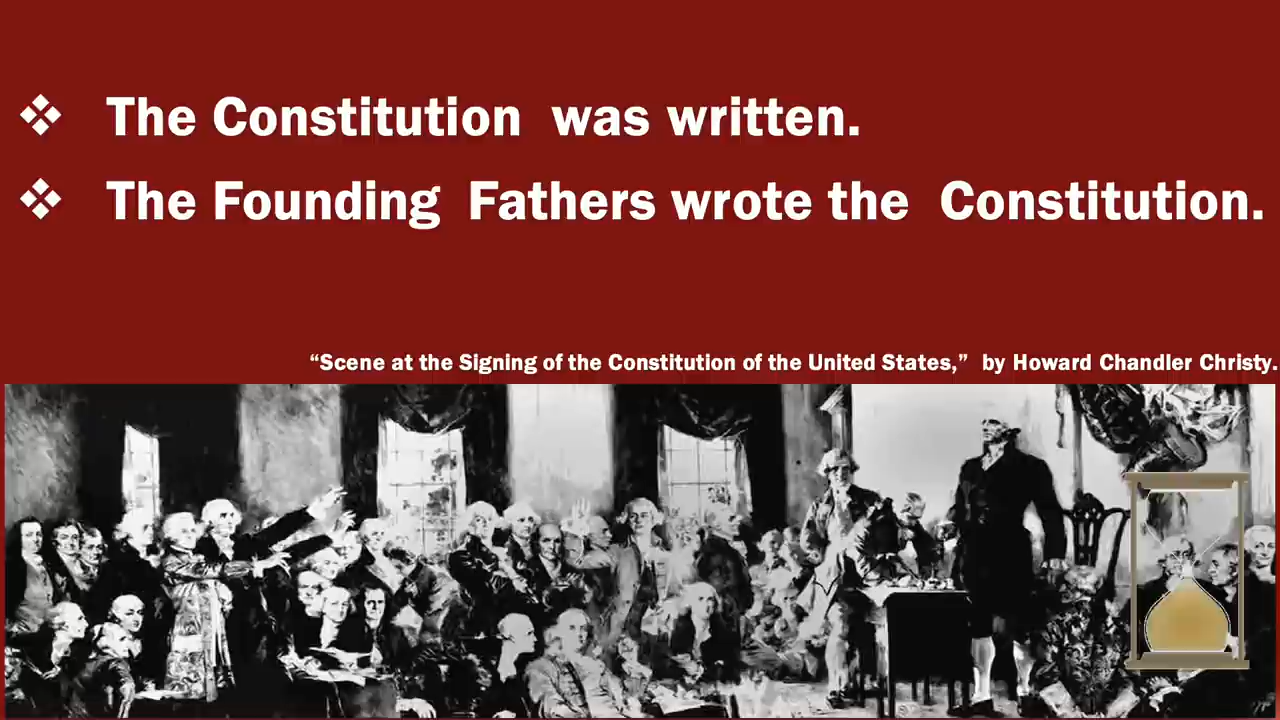 ❖ The Constitution was written.
❖ The Founding Fathers wrote the Constitution.
“Scene at the Signing of the Constitution of the United States,” by Howard Chandler Christy.